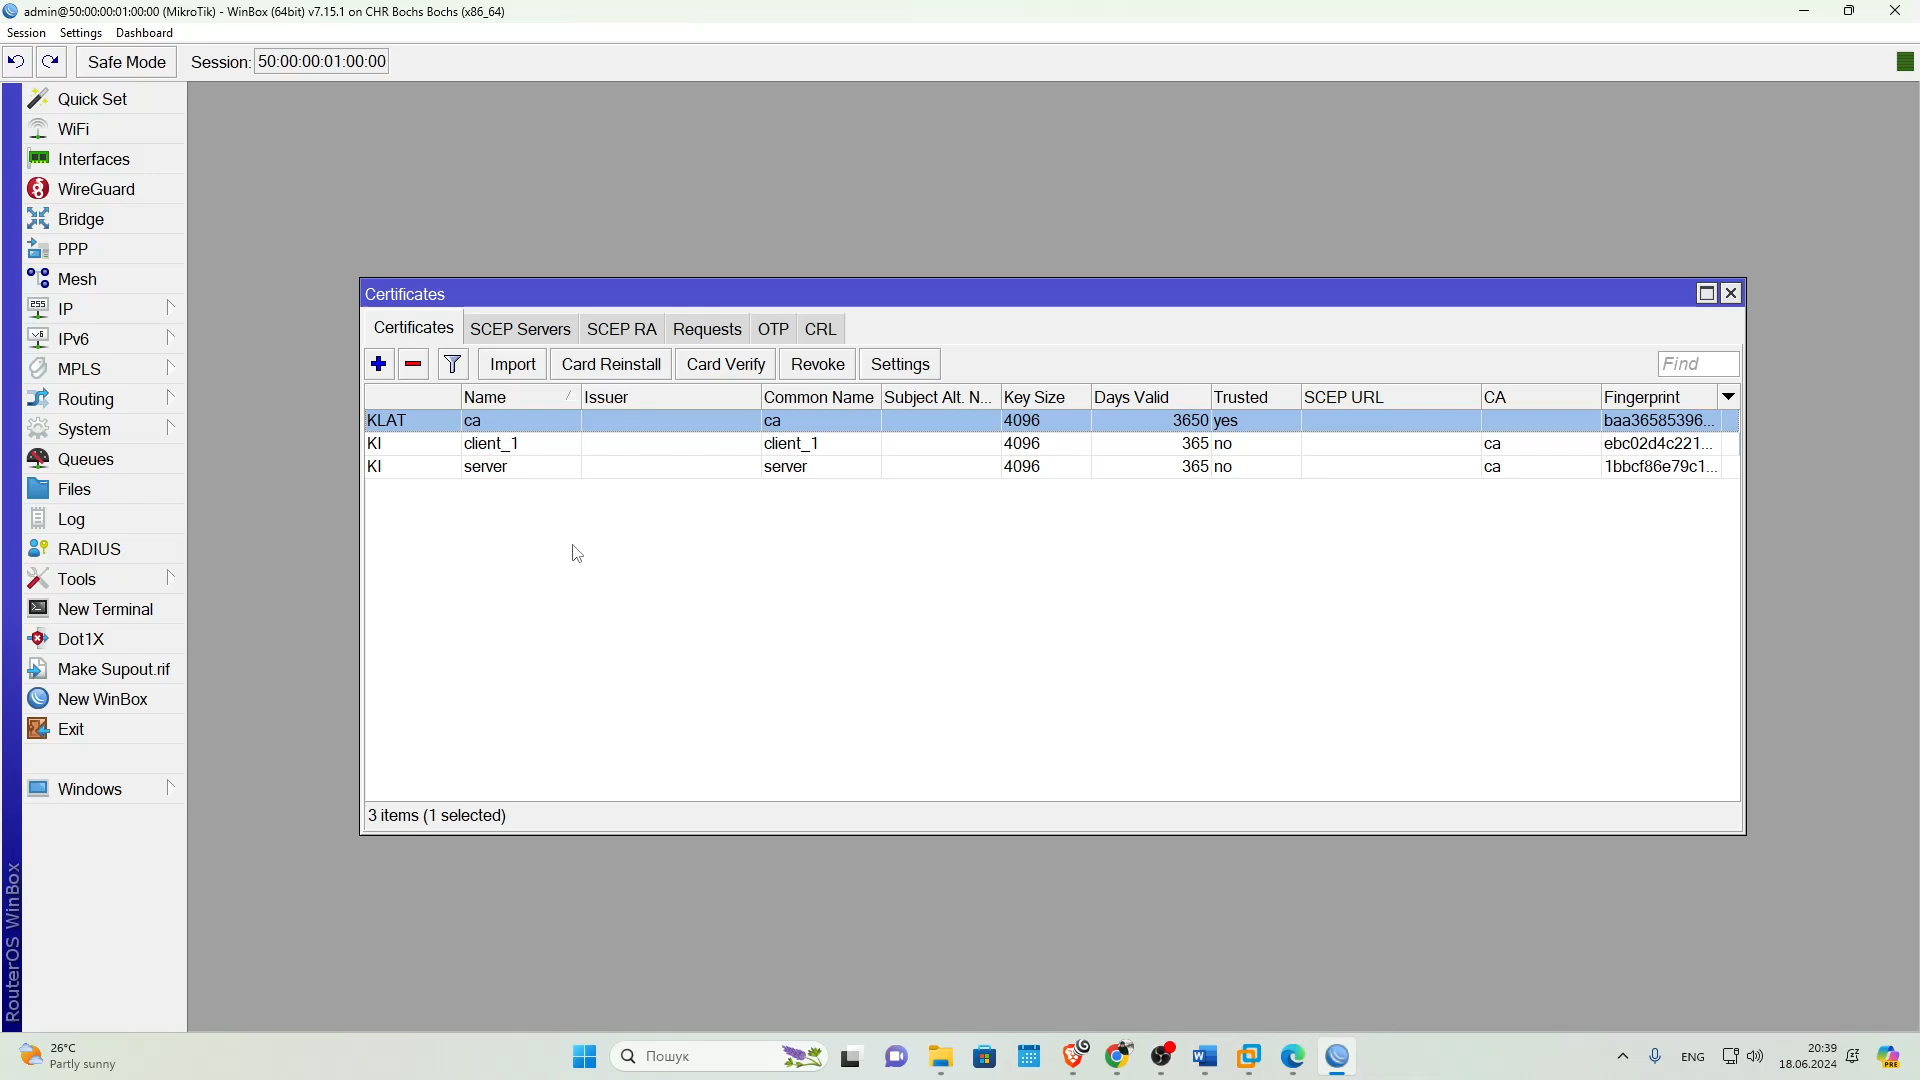 admin@50:00:00:01:00:00 (MikroTik) - WinBox (64bit) v7.15.1 on CHR Bochs Bochs (x86_64)
Session Settings Dashboard
Safe Mode Session: 50:00:00:01:00:00
Quick Set
WiFi
Interfaces
WireGuard
Bridge
PPP
Mesh
IP
IPv6
MPLS
Routing
System
Queues
Files
Log
RADIUS
Tools
New Terminal
Dot1X
Make Supout.rif
New WinBox
Exit
Windows
RouterOS WinBox
Certificates
Certificates SCEP Servers SCEP RA Requests OTP CRL
Import Card Reinstall Card Verify Revoke Settings Find
Name Issuer Common Name Subject Alt. N... Key Size Days Valid Trusted SCEP URL CA Fingerprint
KLAT ca ca 4096 3650 yes baa36585396...
KI client_1 client_1 4096 365 no ca ebc02d4c221...
KI server server 4096 365 no ca 1bbcf86e79c1...
3 items (1 selected)
26°C
Partly sunny
Пошук
ENG
20:39
18.06.2024
PRE